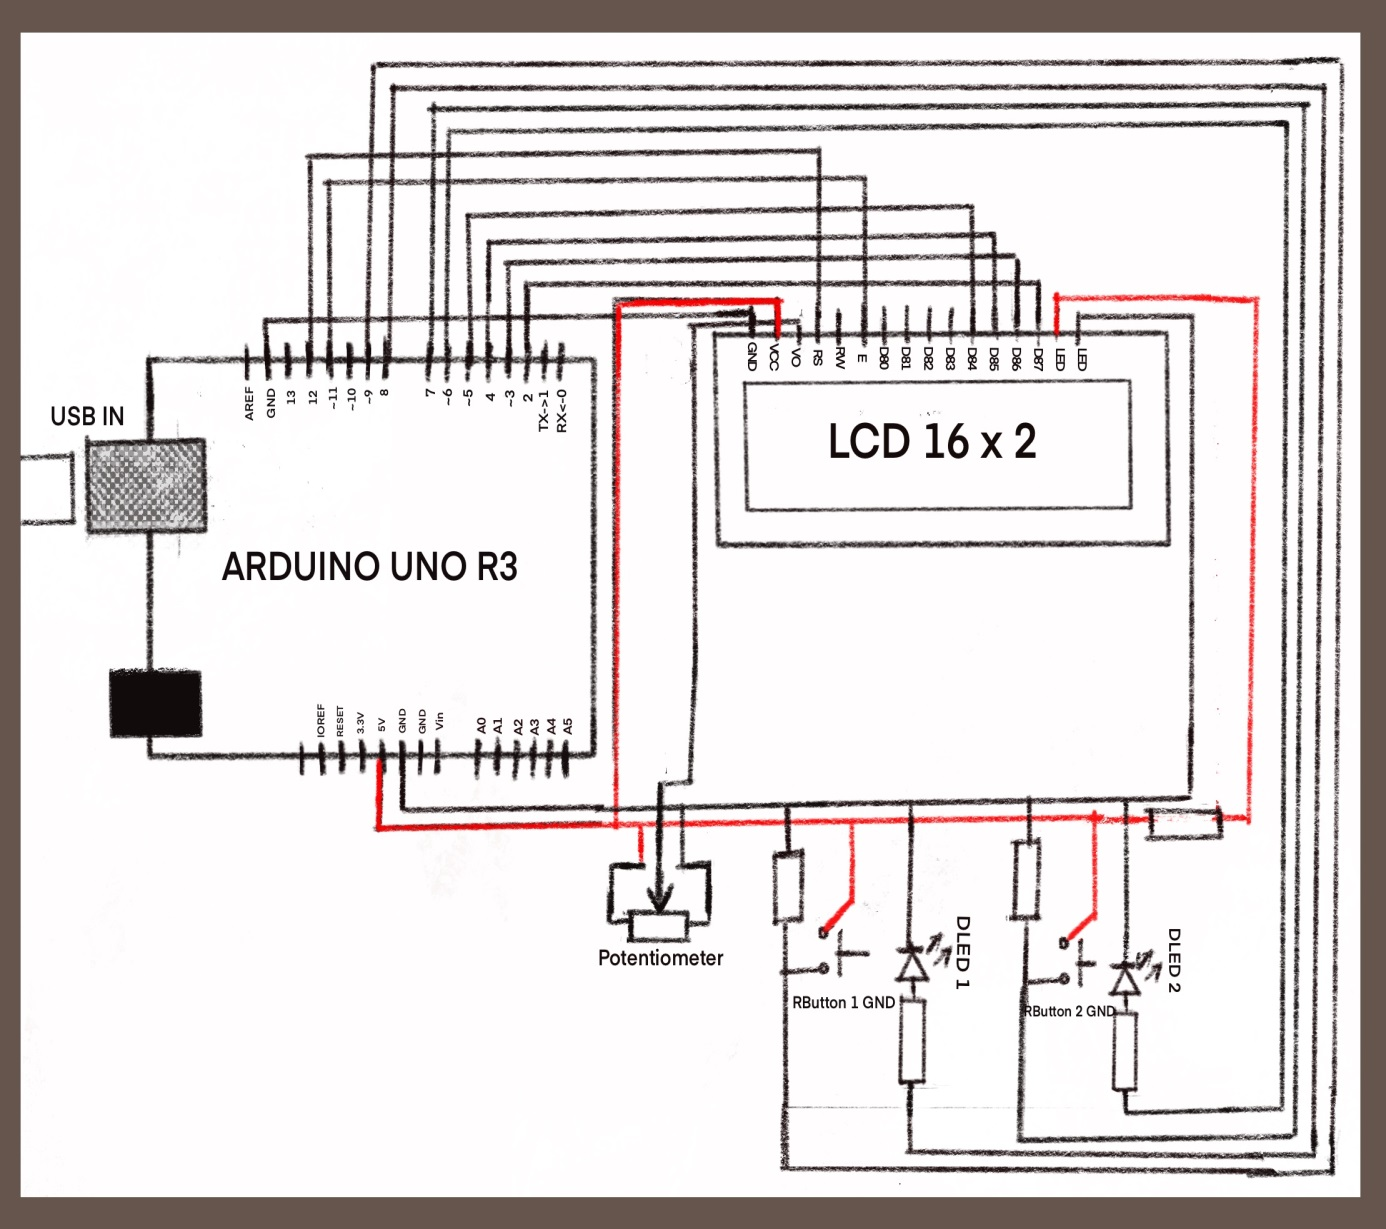 USB IN
AREF
GND
13
12
~11
~10
~9
8
7
~6
~5
4
~3
2
TX->1
RX<-0
GND
VCC
VO
RS
RW
E
DB0
DB1
DB2
DB3
DB4
DB5
DB6
DB7
LED
LED
LCD 16 x 2
ARDUINO UNO R3
IOREF
RESET
3.3V
5V
GND
GND
Vin
A0
A1
A2
A3
A4
A5
Potentiometer
RButton 1 GND
DLED 1
RButton 2 GND
DLED 2